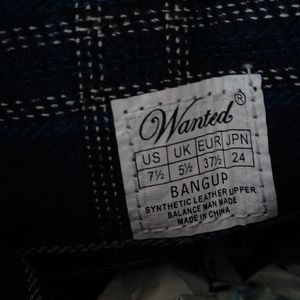 Wanted®
US UK EUR JPN
7½ 5½ 37½ 24
BANGUP
SYNTHETIC LEATHER UPPER
BALANCE MAN MADE
MADE IN CHINA